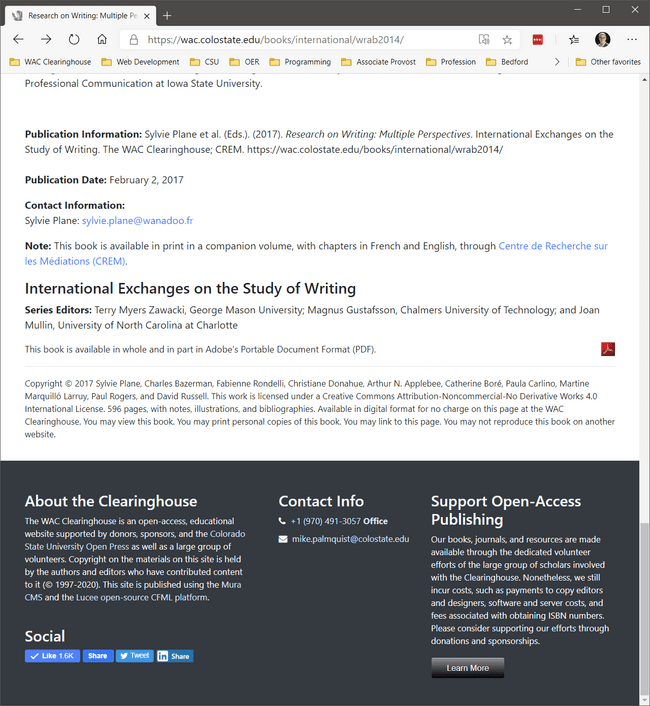 Research on Writing: Multiple Pe
https://wac.colostate.edu/books/international/wrab2014/
WAC Clearinghouse Web Development CSU OER Programming Associate Provost Profession Bedford Other favorites
Professional Communication at Iowa State University.
Publication Information: Sylvie Plane et al. (Eds.). (2017). Research on Writing: Multiple Perspectives. International Exchanges on the
Study of Writing. The WAC Clearinghouse; CREM. https://wac.colostate.edu/books/international/wrab2014/
Publication Date: February 2, 2017
Contact Information:
Sylvie Plane: sylvie.plane@wanadoo.fr
Note: This book is available in print in a companion volume, with chapters in French and English, through Centre de Recherche sur
les Médiations (CREM).
International Exchanges on the Study of Writing
Series Editors: Terry Myers Zawacki, George Mason University; Magnus Gustafsson, Chalmers University of Technology; and Joan
Mullin, University of North Carolina at Charlotte
This book is available in whole and in part in Adobe's Portable Document Format (PDF).
Copyright © 2017 Sylvie Plane, Charles Bazerman, Fabienne Rondelli, Christiane Donahue, Arthur N. Applebee, Catherine Boré, Paula Carlino, Martine
Marquilló Larruy, Paul Rogers, and David Russell. This work is licensed under a Creative Commons Attribution-Noncommercial-No Derivative Works 4.0
International License. 596 pages, with notes, illustrations, and bibliographies. Available in digital format for no charge on this page at the WAC
Clearinghouse. You may view this book. You may print personal copies of this book. You may link to this page. You may not reproduce this book on another
website.
About the Clearinghouse
The WAC Clearinghouse is an open-access, educational
website supported by donors, sponsors, and the Colorado
State University Open Press as well as a large group of
volunteers. Copyright on the materials on this site is held
by the authors and editors who have contributed content
to it (© 1997-2020). This site is published using the Mura
CMS and the Lucee open-source CFML platform.
Social
Like 1.6K Share Tweet Share
Contact Info
+1 (970) 491-3057 Office
mike.palmquist@colostate.edu
Support Open-Access
Publishing
Our books, journals, and resources are made
available through the dedicated volunteer
efforts of the large group of scholars involved
with the Clearinghouse. Nonetheless, we still
incur costs, such as payments to copy editors
and designers, software and server costs, and
fees associated with obtaining ISBN numbers.
Please consider supporting our efforts through
donations and sponsorships.
Learn More